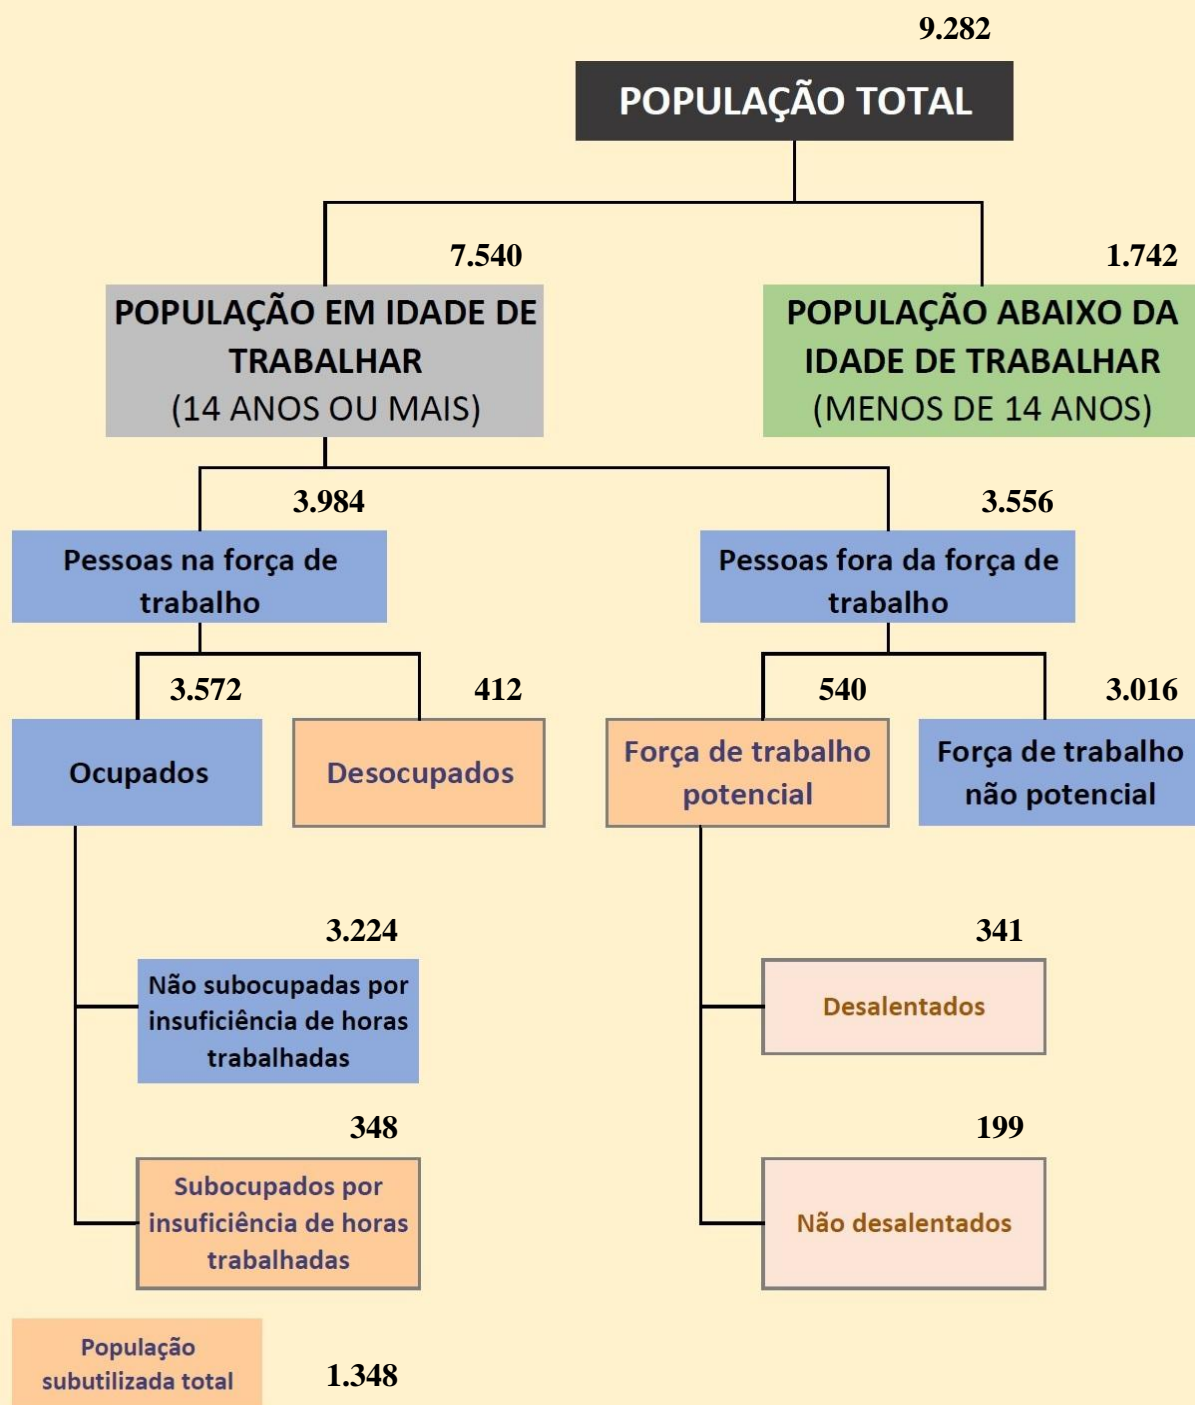 9.282
POPULAÇÃO TOTAL
7.540
POPULAÇÃO EM IDADE DE
TRABALHAR
(14 ANOS OU MAIS)
1.742
POPULAÇÃO ABAIXO DA
IDADE DE TRABALHAR
(MENOS DE 14 ANOS)
3.984
Pessoas na força de
trabalho
3.556
Pessoas fora da força de
trabalho
3.572
Ocupados
412
Desocupados
540
Força de trabalho
potencial
3.016
Força de trabalho
não potencial
3.224
Não subocupadas por
insuficiência de horas
trabalhadas
341
Desalentados
348
Subocupados por
insuficiência de horas
trabalhadas
199
Não desalentados
População
subutilizada total
1.348